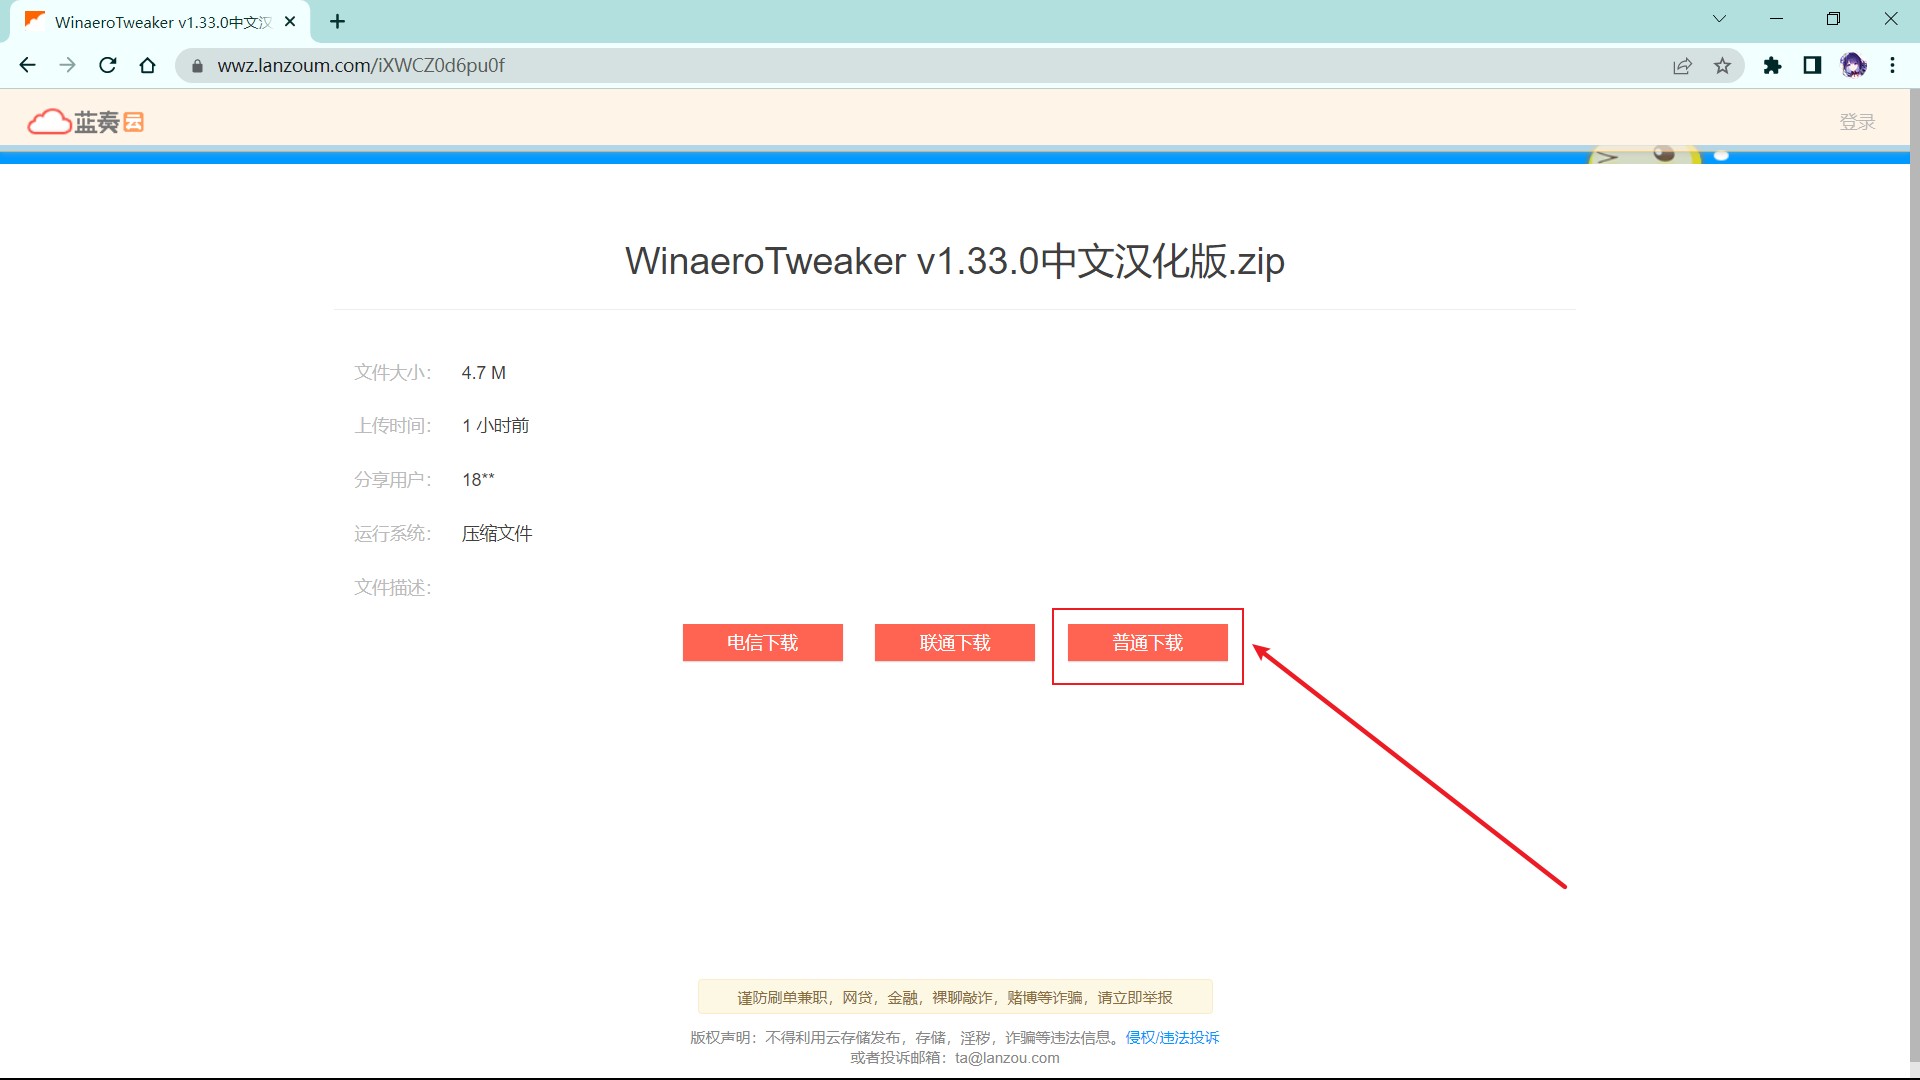 WinaeroTweaker v1.33.0中文汉
wwz.lanzoum.com/iXWCZ0d6pu0f
蓝奏云
登录
WinaeroTweaker v1.33.0中文汉化版.zip
文件大小： 4.7 M
上传时间： 1 小时前
分享用户： 18**
运行系统： 压缩文件
文件描述：
电信下载 联通下载 普通下载
谨防刷单兼职，网贷，金融，裸聊敲诈，赌博等诈骗，请立即举报
版权声明：不得利用云存储发布，存储，淫秽，诈骗等违法信息。侵权/违法投诉
或者投诉邮箱：ta@lanzou.com